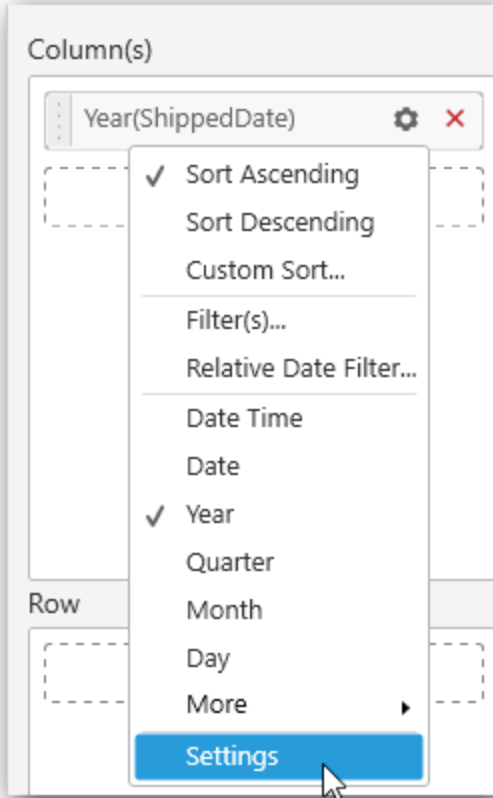 Column(s)
Year(ShippedDate)
Sort Ascending
Sort Descending
Custom Sort...
Filter(s)...
Relative Date Filter...
Date Time
Date
Year
Quarter
Row
Month
Day
More
Settings